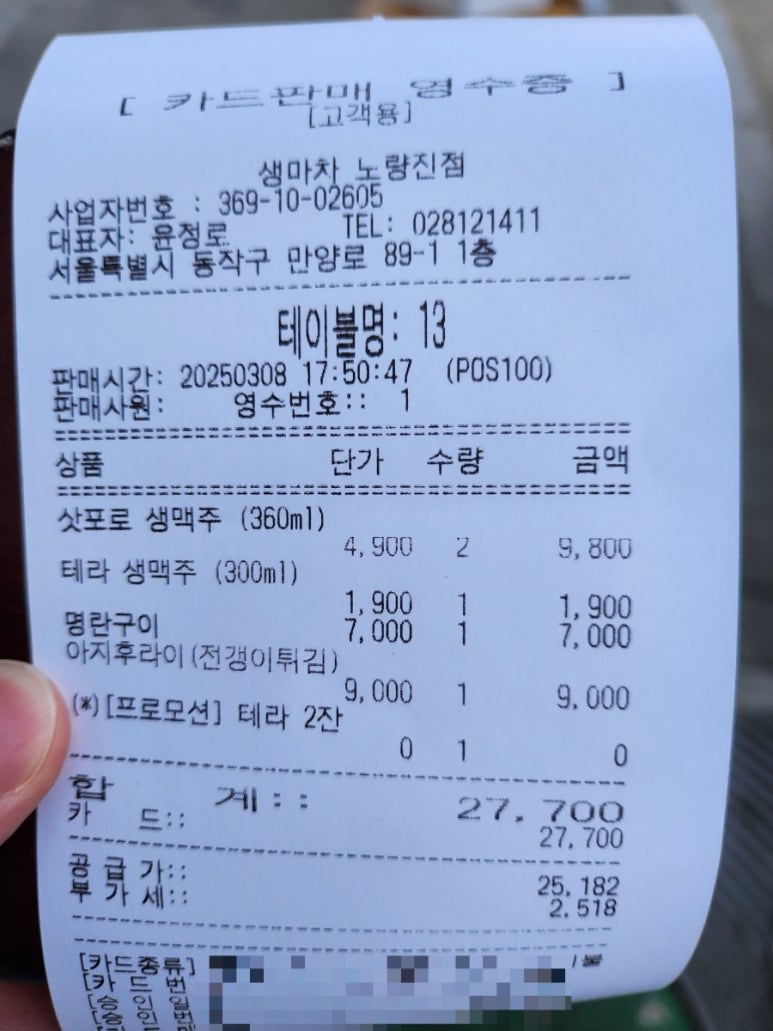 [ 카드판매 영수증 ]
[고객용]
생마차 노량진점
사업자번호 : 369-10-02605
대표자: 윤정로 TEL: 028121411
서울특별시 동작구 만양로 89-1 1층
테이블명: 13
판매시간: 20250308 17:50:47 (POS100)
판매사원: 영수번호:: 1
상품 단가 수량 금액
삿포로 생맥주 (360ml)
4,900 2 9,800
테라 생맥주 (300ml)
1,900 1 1,900
명란구이 7,000 1 7,000
아지후라이(전갱이튀김)
9,000 1 9,000
(*)[프로모션] 테라 2잔
0 1 0
합 계:: 27,700
카 드:: 27,700
공 급 가:: 25,182
부 가 세:: 2,518
[카드종류]
[카 드 번
[승 인 일